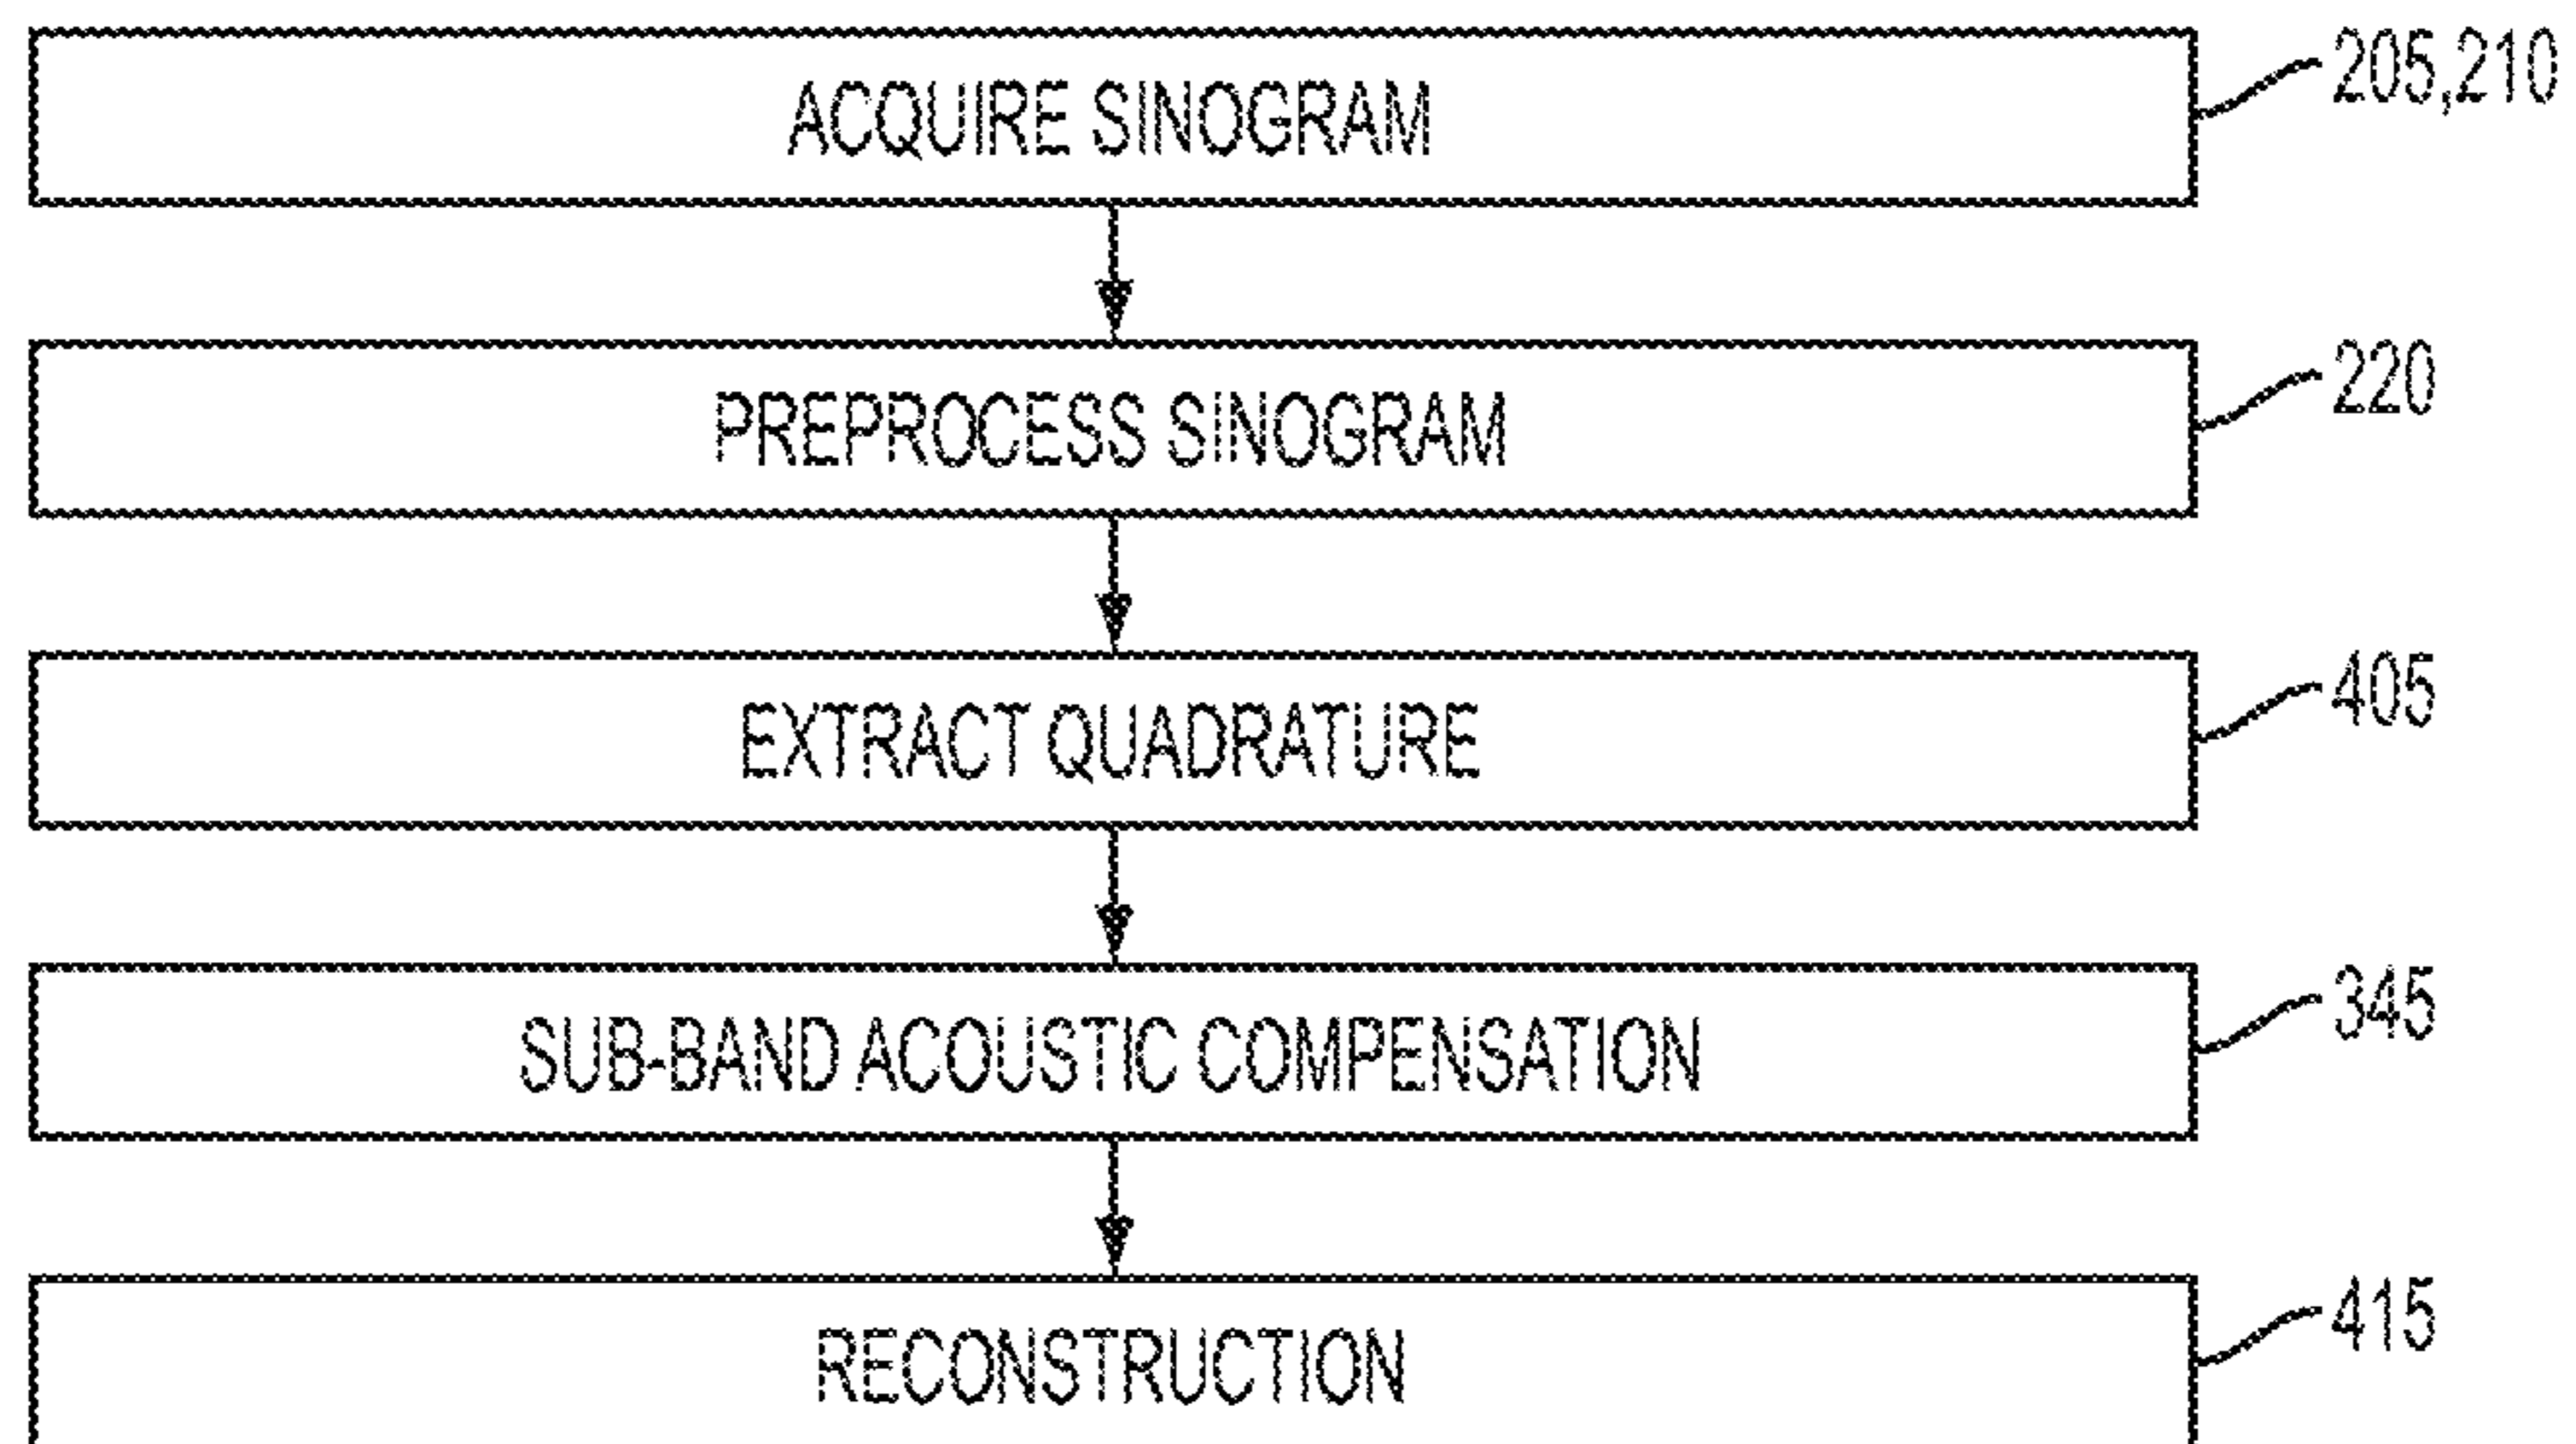 ACQUIRE SINOGRAM 205,210
PREPROCESS SINOGRAM 220
EXTRACT QUADRATURE 405
SUB-BAND ACOUSTIC COMPENSATION 345
RECONSTRUCTION 415